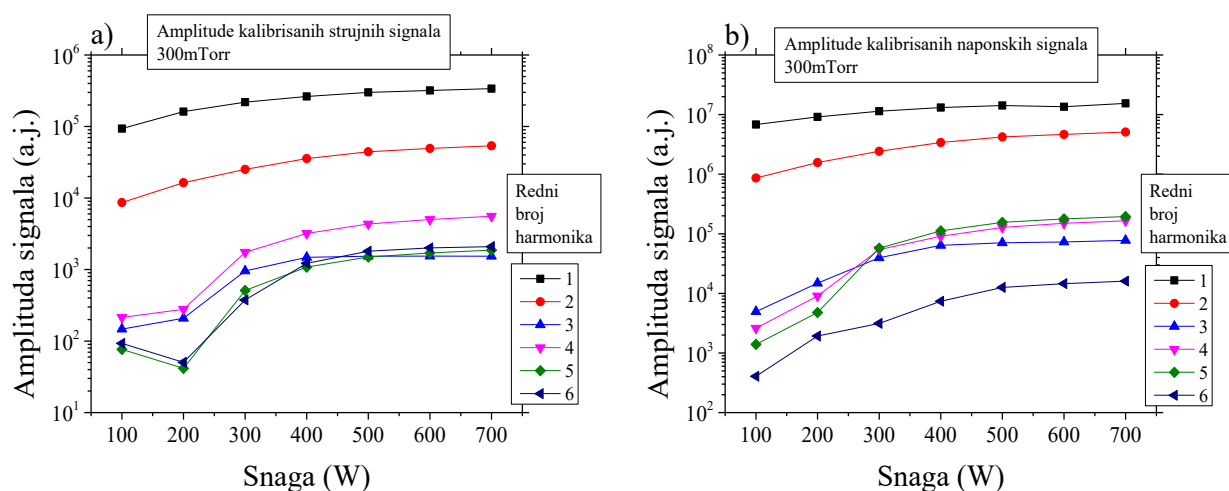 a)
Amplitude kalibrisanih strujnih signala
300mTorr
10^6
10^5
10^4
10^3
10^2
10^1
Amplituda signala (a.j.)
100 200 300 400 500 600 700
Snaga (W)
Redni
broj
harmonika
1
2
3
4
5
6
b)
Amplitude kalibrisanih naponskih signala
300mTorr
10^8
10^7
10^6
10^5
10^4
10^3
10^2
Amplituda signala (a.j.)
100 200 300 400 500 600 700
Snaga (W)
Redni
broj
harmonika
1
2
3
4
5
6